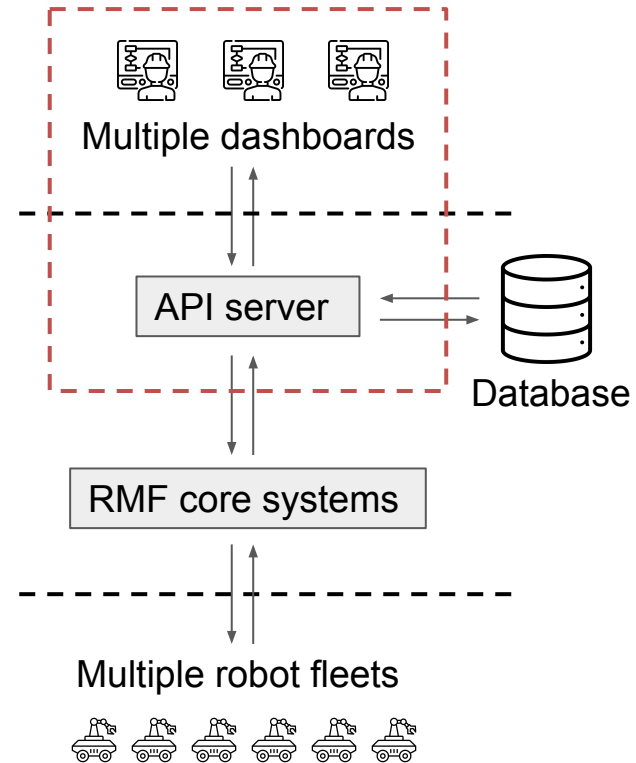 Multiple dashboards
API server
Database
RMF core systems
Multiple robot fleets